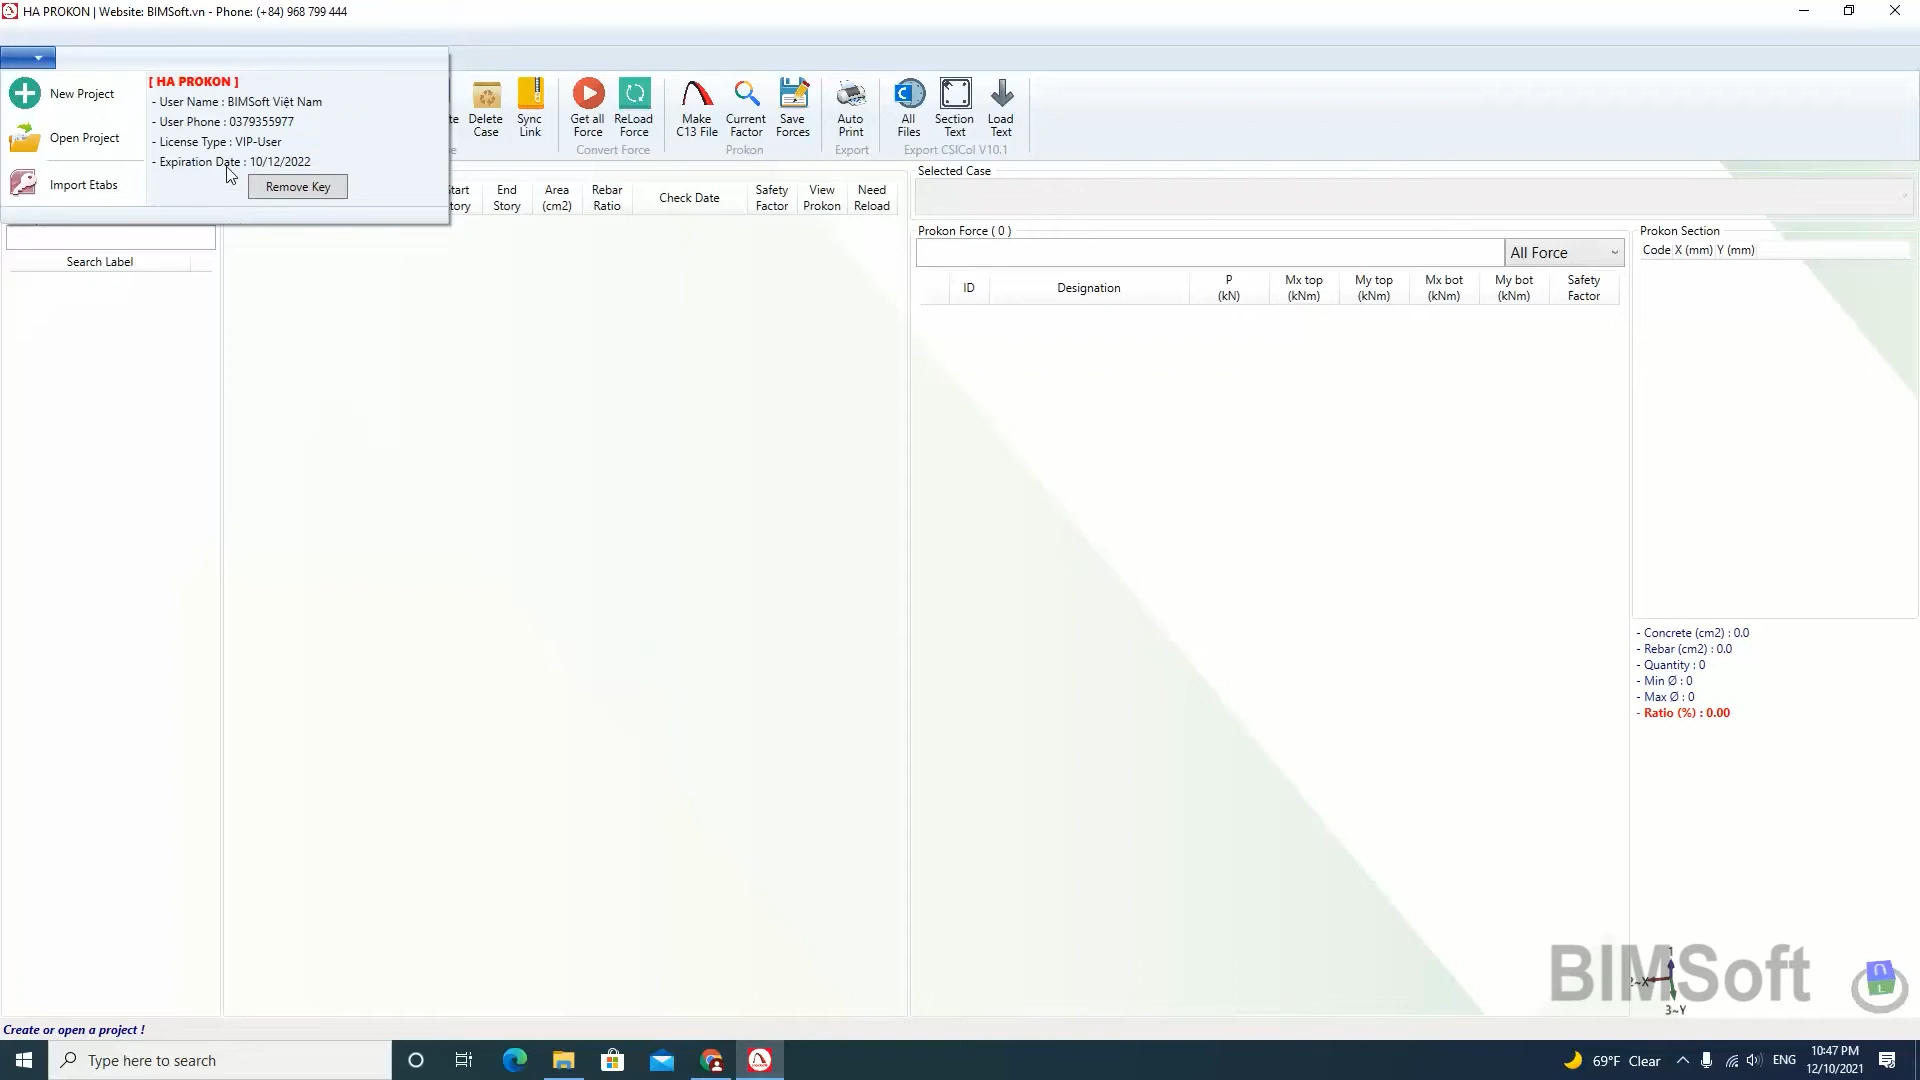 HA PROKON | Website: BIMSoft.vn - Phone: (+84) 968 799 444
New Project
Open Project
Import Etabs
[ HA PROKON ]
- User Name : BIMSoft Việt Nam
- User Phone : 0379355977
- License Type : VIP-User
- Expiration Date : 10/12/2022
Remove Key
Delete Case
Sync Link
Get all Force
ReLoad Force
Convert Force
Make C13 File
Current Factor
Save Forces
Prokon
Auto Print
Export
All Files
Section Text
Load Text
Export CSICol V10.1
Search Label
End Story
Area (cm2)
Rebar Ratio
Check Date
Safety Factor
View Prokon
Need Reload
Selected Case
Prokon Force ( 0 )
All Force
ID
Designation
P (kN)
Mx top (kNm)
My top (kNm)
Mx bot (kNm)
My bot (kNm)
Safety Factor
Prokon Section
Code X (mm) Y (mm)
- Concrete (cm2) : 0.0
- Rebar (cm2) : 0.0
- Quantity : 0
- Min Ø : 0
- Max Ø : 0
- Ratio (%) : 0.00
BIMSoft
3~Y
Create or open a project !
Type here to search
69°F Clear
ENG
10:47 PM
12/10/2021